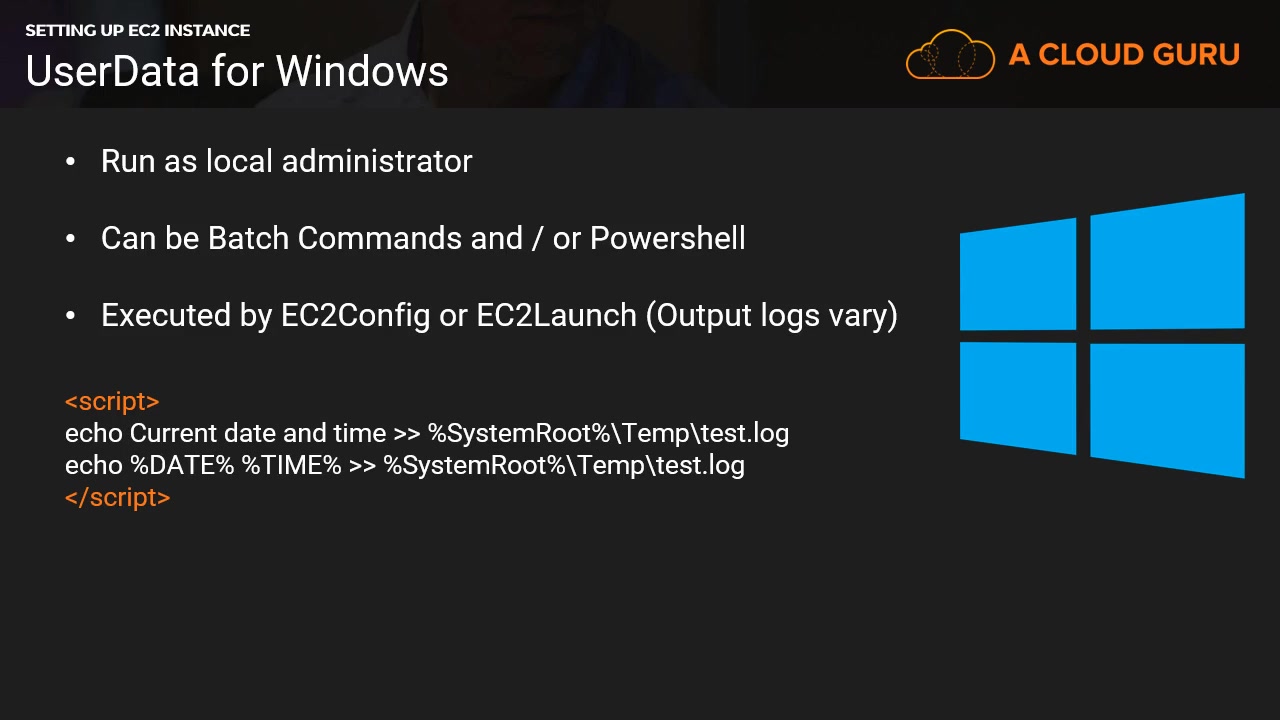 SETTING UP EC2 INSTANCE
UserData for Windows
A CLOUD GURU
• Run as local administrator
• Can be Batch Commands and / or Powershell
• Executed by EC2Config or EC2Launch (Output logs vary)
<script>
echo Current date and time >> %SystemRoot%\Temp\test.log
echo %DATE% %TIME% >> %SystemRoot%\Temp\test.log
</script>